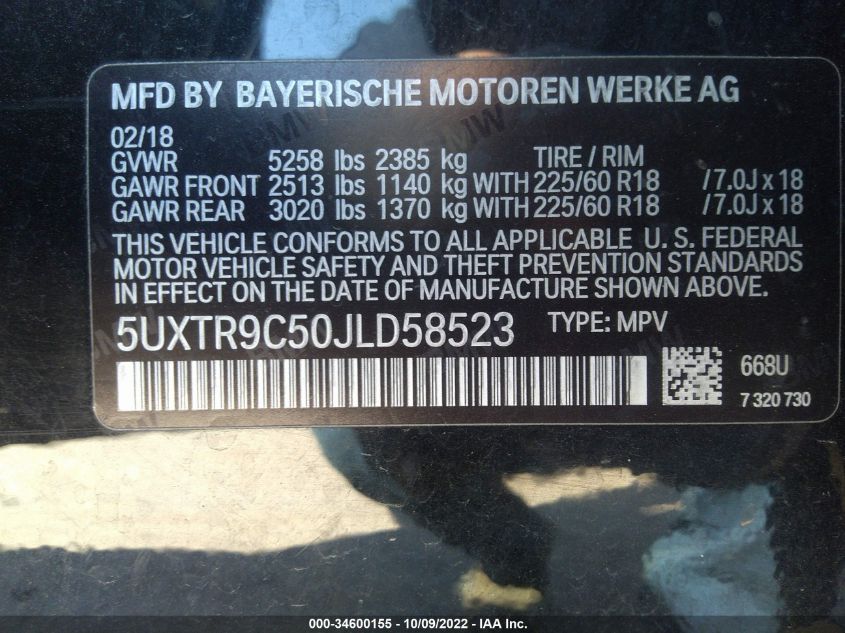 MFD BY BAYERISCHE MOTOREN WERKE AG
02/18
GVWR 5258 lbs 2385 kg TIRE / RIM
GAWR FRONT 2513 lbs 1140 kg WITH 225/60 R18 /7.0J x 18
GAWR REAR 3020 lbs 1370 kg WITH 225/60 R18 /7.0J x 18
THIS VEHICLE CONFORMS TO ALL APPLICABLE U. S. FEDERAL
MOTOR VEHICLE SAFETY AND THEFT PREVENTION STANDARDS
IN EFFECT ON THE DATE OF MANUFACTURE SHOWN ABOVE.
5UXTR9C50JLD58523 TYPE: MPV
668U
7 320 730
000-34600155 - 10/09/2022 - IAA Inc.